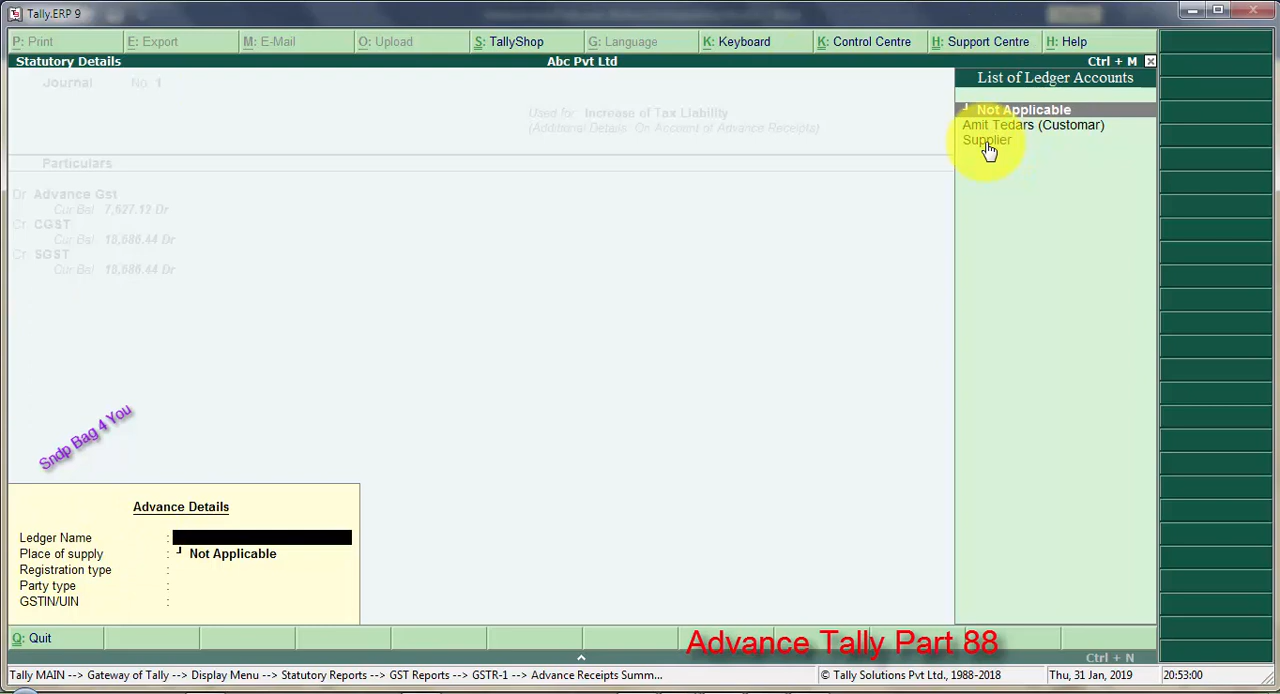 Tally.ERP 9
P: Print E: Export M: E-Mail O: Upload S: TallyShop G: Language K: Keyboard K: Control Centre H: Support Centre H: Help
Statutory Details Abc Pvt Ltd Ctrl + M
Journal No. 1
List of Ledger Accounts
Used for: Increase of Tax Liability
(Additional Details: On Account of Advance Receipts)
Not Applicable
Amit Tedars (Customar)
Supplier
Particulars
Dr Advance Gst
Cur Bal 7,627.12 Dr
Cr CGST
Cur Bal 18,686.44 Dr
Cr SGST
Cur Bal 18,686.44 Dr
Sndp Bag 4 You
Advance Details
Ledger Name :
Place of supply : Not Applicable
Registration type :
Party type :
GSTIN/UIN :
Q: Quit
Advance Tally Part 88
Ctrl + N
Tally MAIN --> Gateway of Tally --> Display Menu --> Statutory Reports --> GST Reports --> GSTR-1 --> Advance Receipts Summ... © Tally Solutions Pvt Ltd., 1988-2018 Thu, 31 Jan, 2019 20:53:00